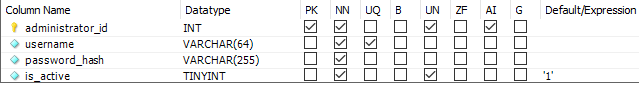 Column Name Datatype PK NN UQ B UN ZF AI G Default/Expression
administrator_id INT
username VARCHAR(64)
password_hash VARCHAR(255)
is_active TINYINT '1'